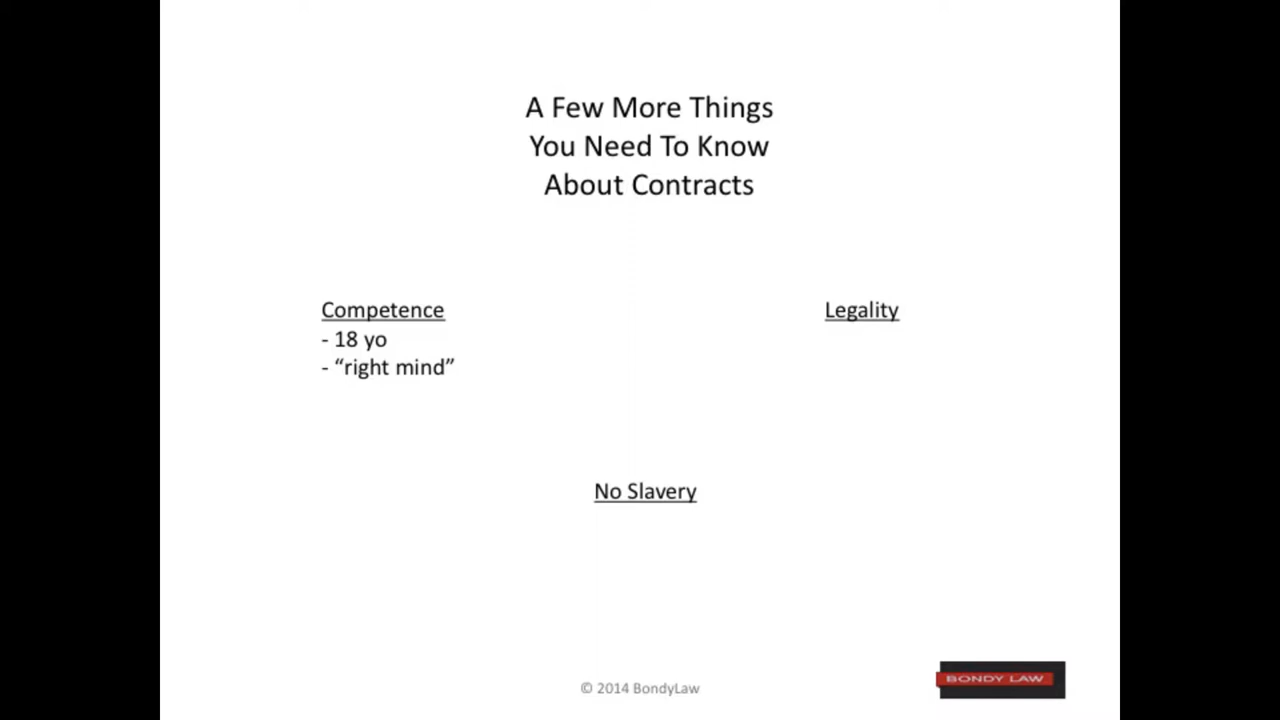 A Few More Things
You Need To Know
About Contracts
Competence
- 18 yo
- “right mind”
Legality
No Slavery
© 2014 BondyLaw
BONDY LAW